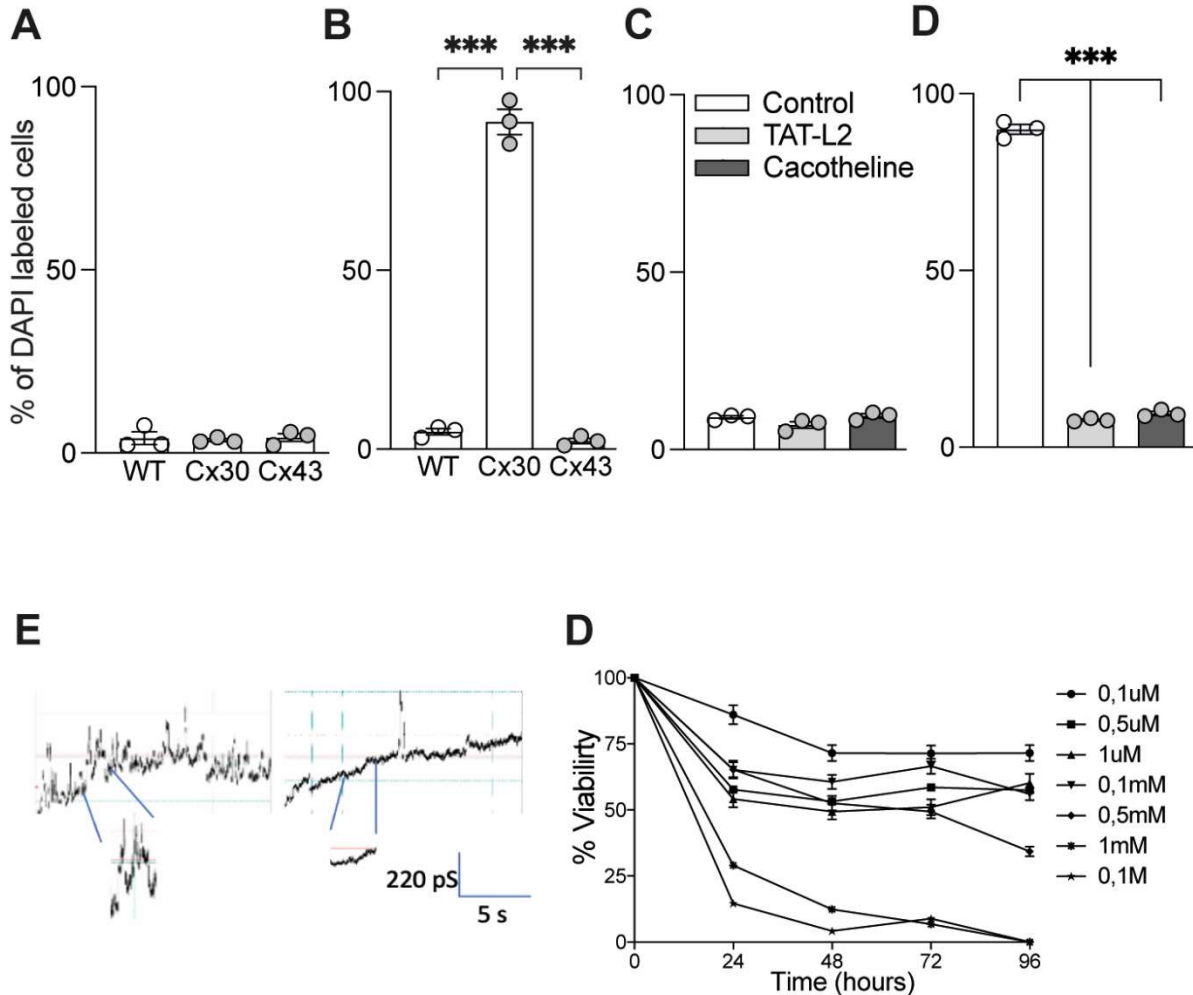 A
B
C
D
% of DAPI labeled cells
100
50
0
WT Cx30 Cx43
*** ***
100
50
0
WT Cx30 Cx43
100
50
0
Control
TAT-L2
Cacotheline
***
100
50
0
E
220 pS
5 s
D
% Viability
100
75
50
25
0
0 24 48 72 96
Time (hours)
0,1uM
0,5uM
1uM
0,1mM
0,5mM
1mM
0,1M